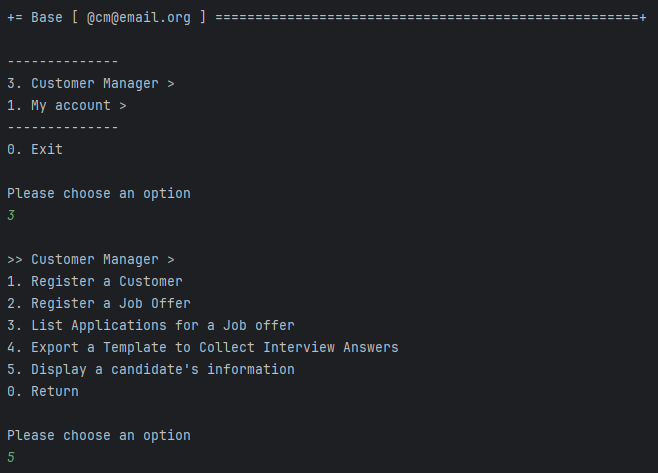 += Base [ @cm@email.org ] =====================================================+
--------------
3. Customer Manager >
1. My account >
--------------
0. Exit
Please choose an option
3
>> Customer Manager >
1. Register a Customer
2. Register a Job Offer
3. List Applications for a Job offer
4. Export a Template to Collect Interview Answers
5. Display a candidate's information
0. Return
Please choose an option
5